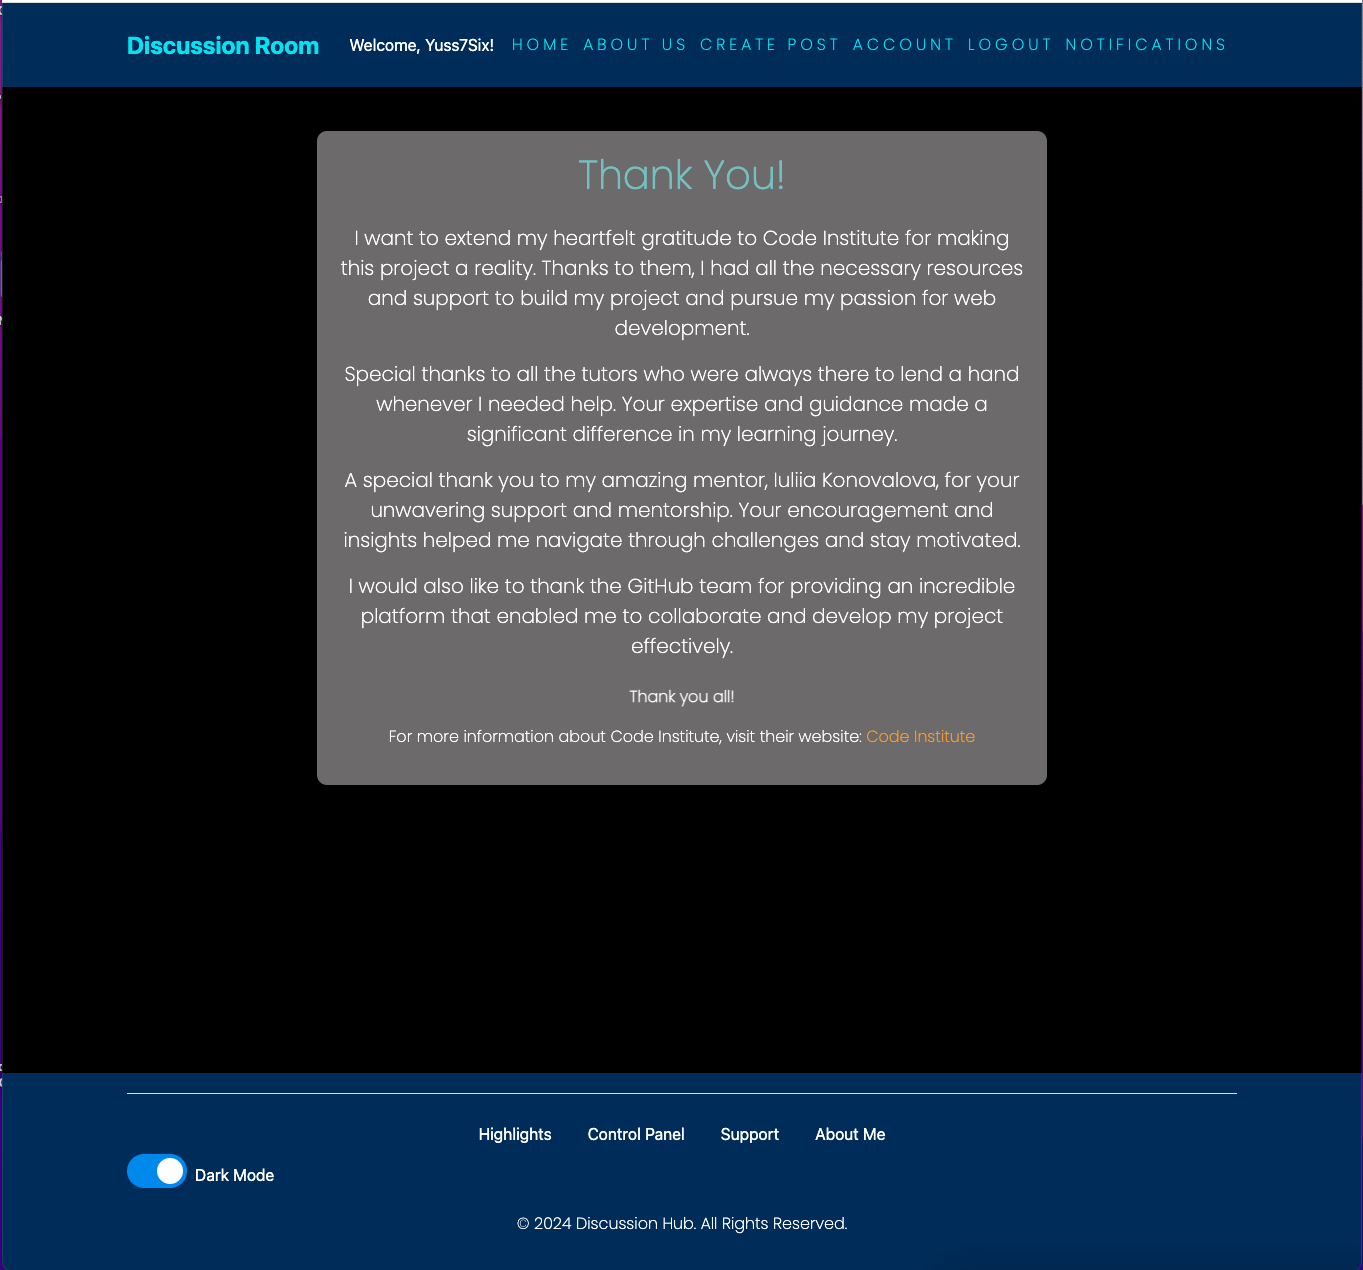 Discussion Room
Welcome, Yuss7Six!
HOME ABOUT US CREATE POST ACCOUNT LOGOUT NOTIFICATIONS
Thank You!
I want to extend my heartfelt gratitude to Code Institute for making
this project a reality. Thanks to them, I had all the necessary resources
and support to build my project and pursue my passion for web
development.
Special thanks to all the tutors who were always there to lend a hand
whenever I needed help. Your expertise and guidance made a
significant difference in my learning journey.
A special thank you to my amazing mentor, Iuliia Konovalova, for your
unwavering support and mentorship. Your encouragement and
insights helped me navigate through challenges and stay motivated.
I would also like to thank the GitHub team for providing an incredible
platform that enabled me to collaborate and develop my project
effectively.
Thank you all!
For more information about Code Institute, visit their website: Code Institute
Highlights Control Panel Support About Me
Dark Mode
© 2024 Discussion Hub. All Rights Reserved.